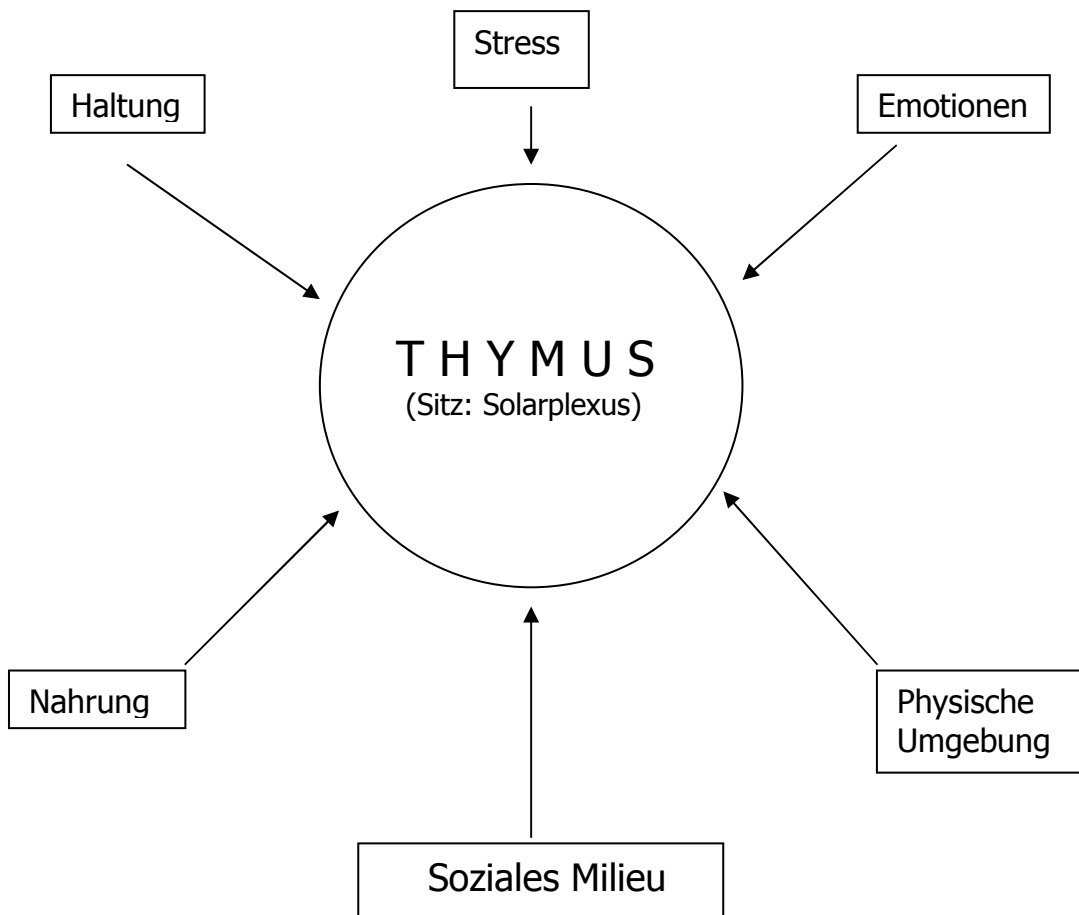 Stress
Haltung
Emotionen
T H Y M U S
(Sitz: Solarplexus)
Nahrung
Physische
Umgebung
Soziales Milieu